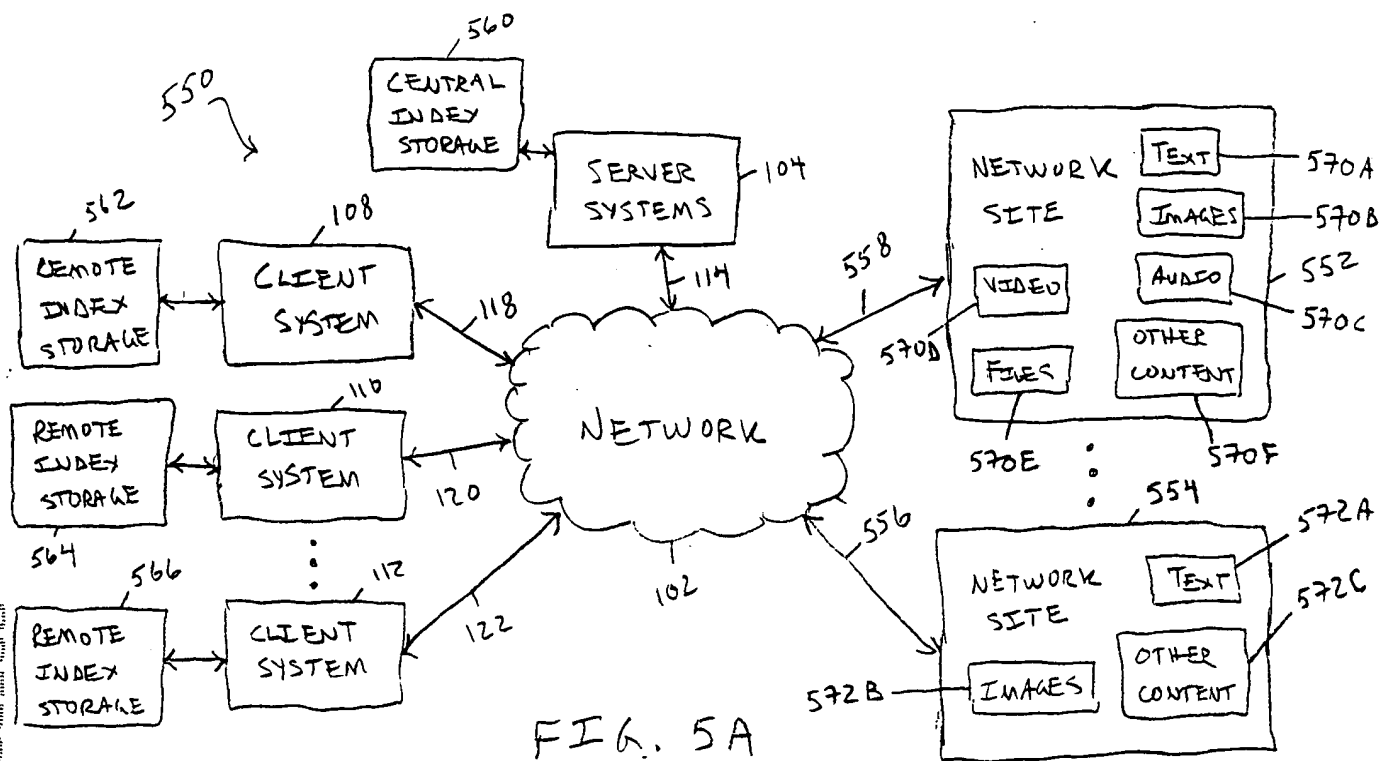 560
550
CENTRAL
INDEX
STORAGE
SERVER
SYSTEMS
104
114
562
REMOTE
INDEX
STORAGE
108
CLIENT
SYSTEM
118
110
REMOTE
INDEX
STORAGE
564
CLIENT
SYSTEM
120
566
REMOTE
INDEX
STORAGE
112
CLIENT
SYSTEM
122
NETWORK
102
558
556
NETWORK
SITE
TEXT
570A
IMAGES
570B
552
VIDEO
570D
AUDIO
570C
FILES
570E
OTHER
CONTENT
570F
554
NETWORK
SITE
TEXT
572A
572C
572B
IMAGES
OTHER
CONTENT
FIG. 5A